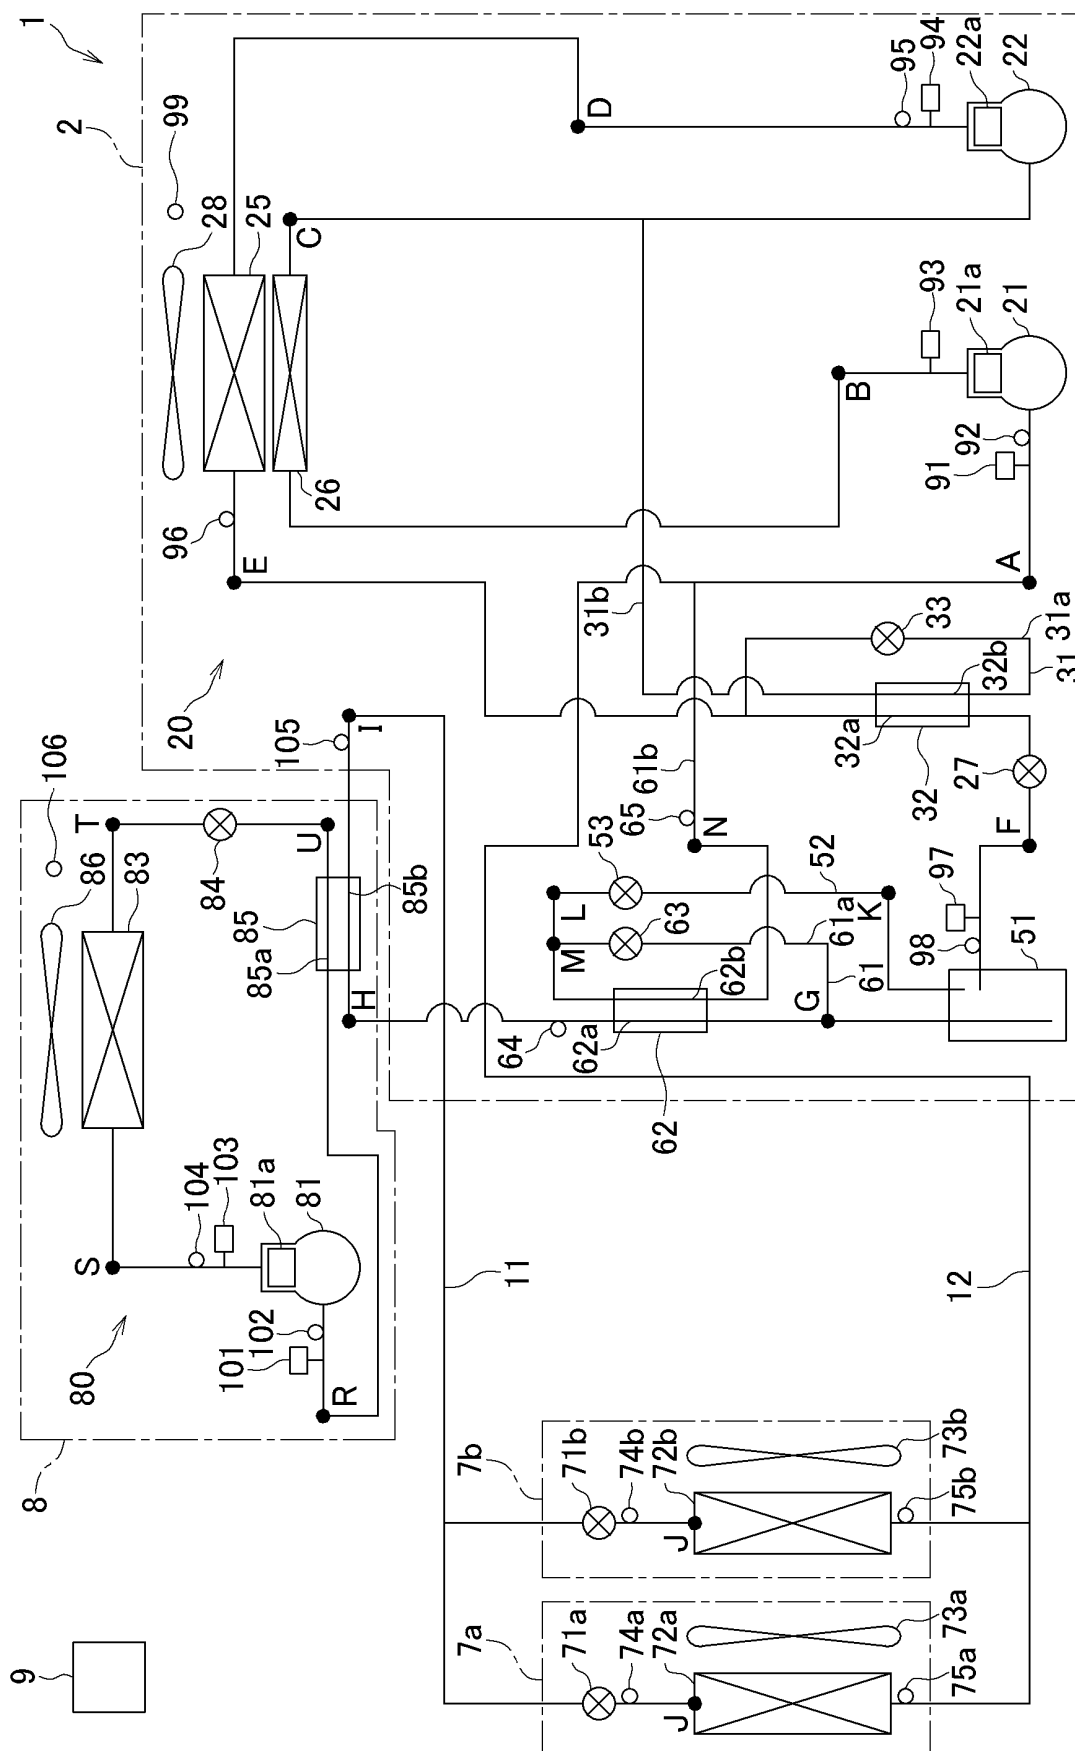 1
2
99
28
25
C
D
95
94
22a
22
96
E
26
B
93
21a
21
91
92
A
20
31b
33
31a
31
32b
32a
32
27
F
I
105
61b
65
N
53
L
52
K
97
98
51
M
63
61a
61
62b
G
62a
64
62
106
T
86
83
84
U
85
85a
85b
H
S
104
103
81a
81
101
102
R
80
8
11
12
7b
71b
74b
72b
73b
J
75b
7a
71a
74a
72a
73a
J
75a
9